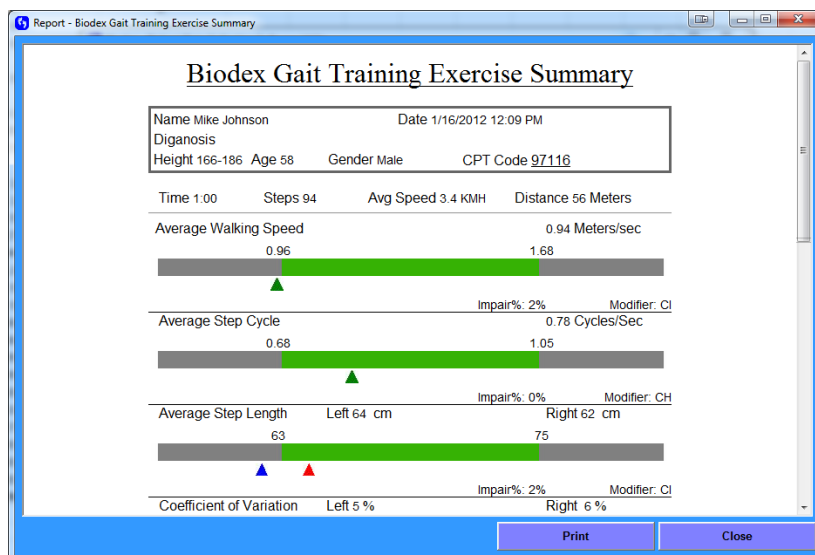 Report - Biodex Gait Training Exercise Summary
Biodex Gait Training Exercise Summary
Name Mike Johnson Date 1/16/2012 12:09 PM
Diganosis
Height 166-186 Age 58 Gender Male CPT Code 97116
Time 1:00 Steps 94 Avg Speed 3.4 KMH Distance 56 Meters
Average Walking Speed 0.94 Meters/sec
0.96 1.68
Impair%: 2% Modifier: CI
Average Step Cycle 0.78 Cycles/Sec
0.68 1.05
Impair%: 0% Modifier: CH
Average Step Length Left 64 cm Right 62 cm
63 75
Impair%: 2% Modifier: CI
Coefficient of Variation Left 5 % Right 6 %
Print Close